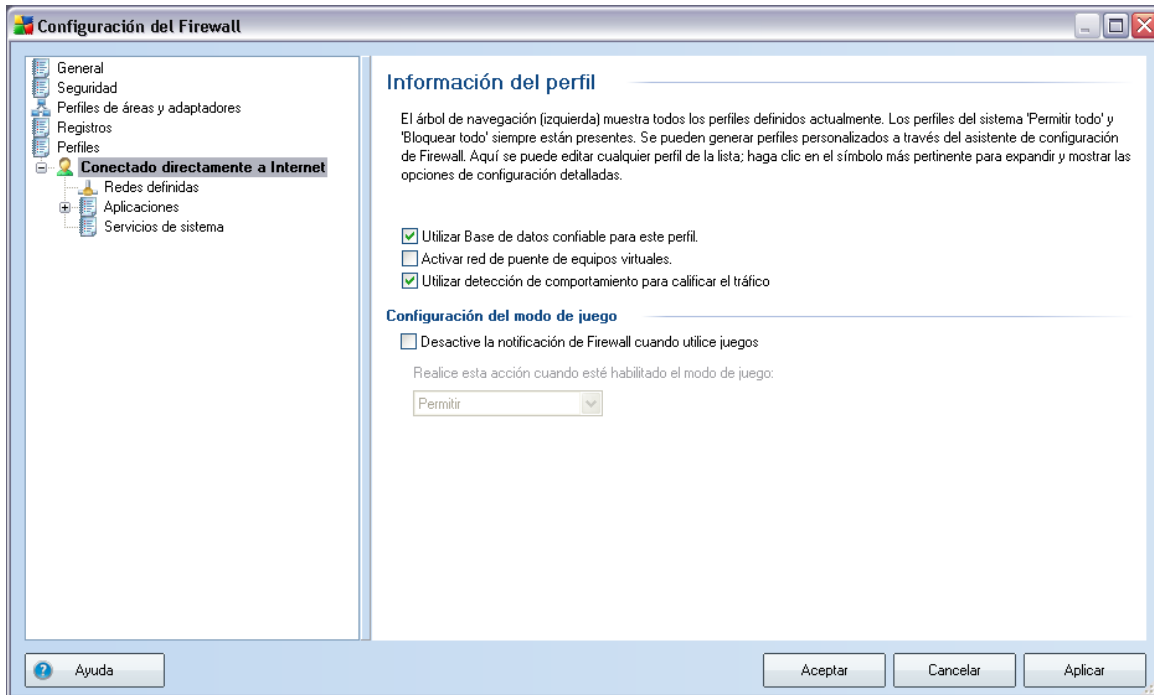 Configuración del Firewall
General
Seguridad
Perfiles de áreas y adaptadores
Registros
Perfiles
Conectado directamente a Internet
Redes definidas
Aplicaciones
Servicios de sistema
Información del perfil
El árbol de navegación (izquierda) muestra todos los perfiles definidos actualmente. Los perfiles del sistema 'Permitir todo' y
'Bloquear todo' siempre están presentes. Se pueden generar perfiles personalizados a través del asistente de configuración
de Firewall. Aquí se puede editar cualquier perfil de la lista; haga clic en el símbolo más pertinente para expandir y mostrar las
opciones de configuración detalladas.
Utilizar Base de datos confiable para este perfil.
Activar red de puente de equipos virtuales.
Utilizar detección de comportamiento para calificar el tráfico
Configuración del modo de juego
Desactive la notificación de Firewall cuando utilice juegos
Realice esta acción cuando esté habilitado el modo de juego:
Permitir
Ayuda
Aceptar
Cancelar
Aplicar